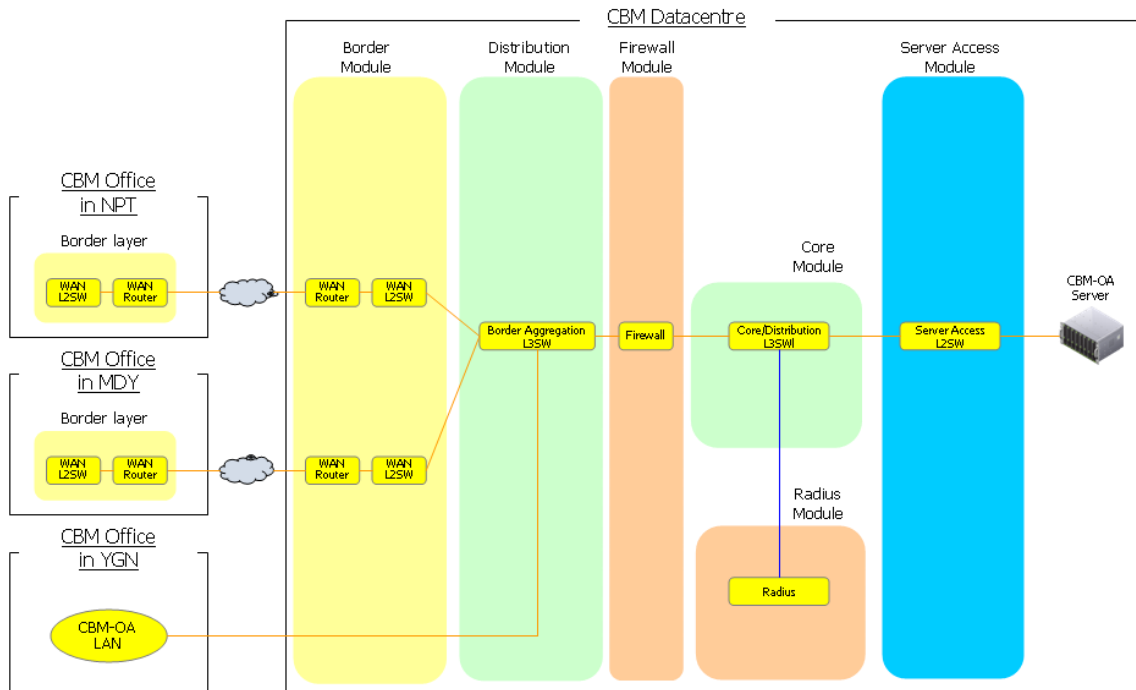 CBM Datacentre
Border
Module
Distribution
Module
Firewall
Module
Server Access
Module
CBM Office
in NPT
Border layer
WAN
L2SW
WAN
Router
WAN
Router
WAN
L2SW
Border Aggregation
L3SW
Firewall
Core
Module
Core/Distribution
L3SWl
Server Access
L2SW
CBM-OA
Server
CBM Office
in MDY
Border layer
WAN
L2SW
WAN
Router
WAN
Router
WAN
L2SW
Radius
Module
Radius
CBM Office
in YGN
CBM-OA
LAN